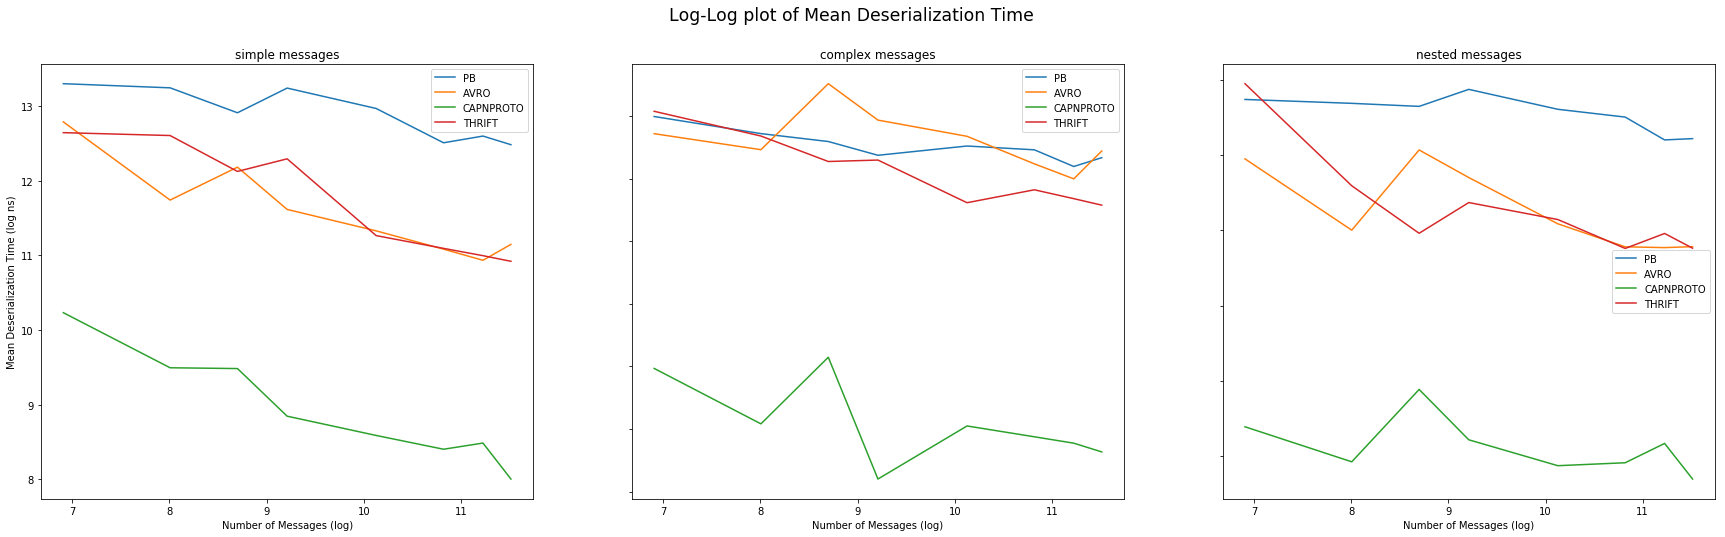 Log-Log plot of Mean Deserialization Time
simple messages
PB
AVRO
CAPNPROTO
THRIFT
Mean Deserialization Time (log ns)
13
12
11
10
9
8
7 8 9 10 11
Number of Messages (log)
complex messages
PB
AVRO
CAPNPROTO
THRIFT
7 8 9 10 11
Number of Messages (log)
nested messages
PB
AVRO
CAPNPROTO
THRIFT
7 8 9 10 11
Number of Messages (log)